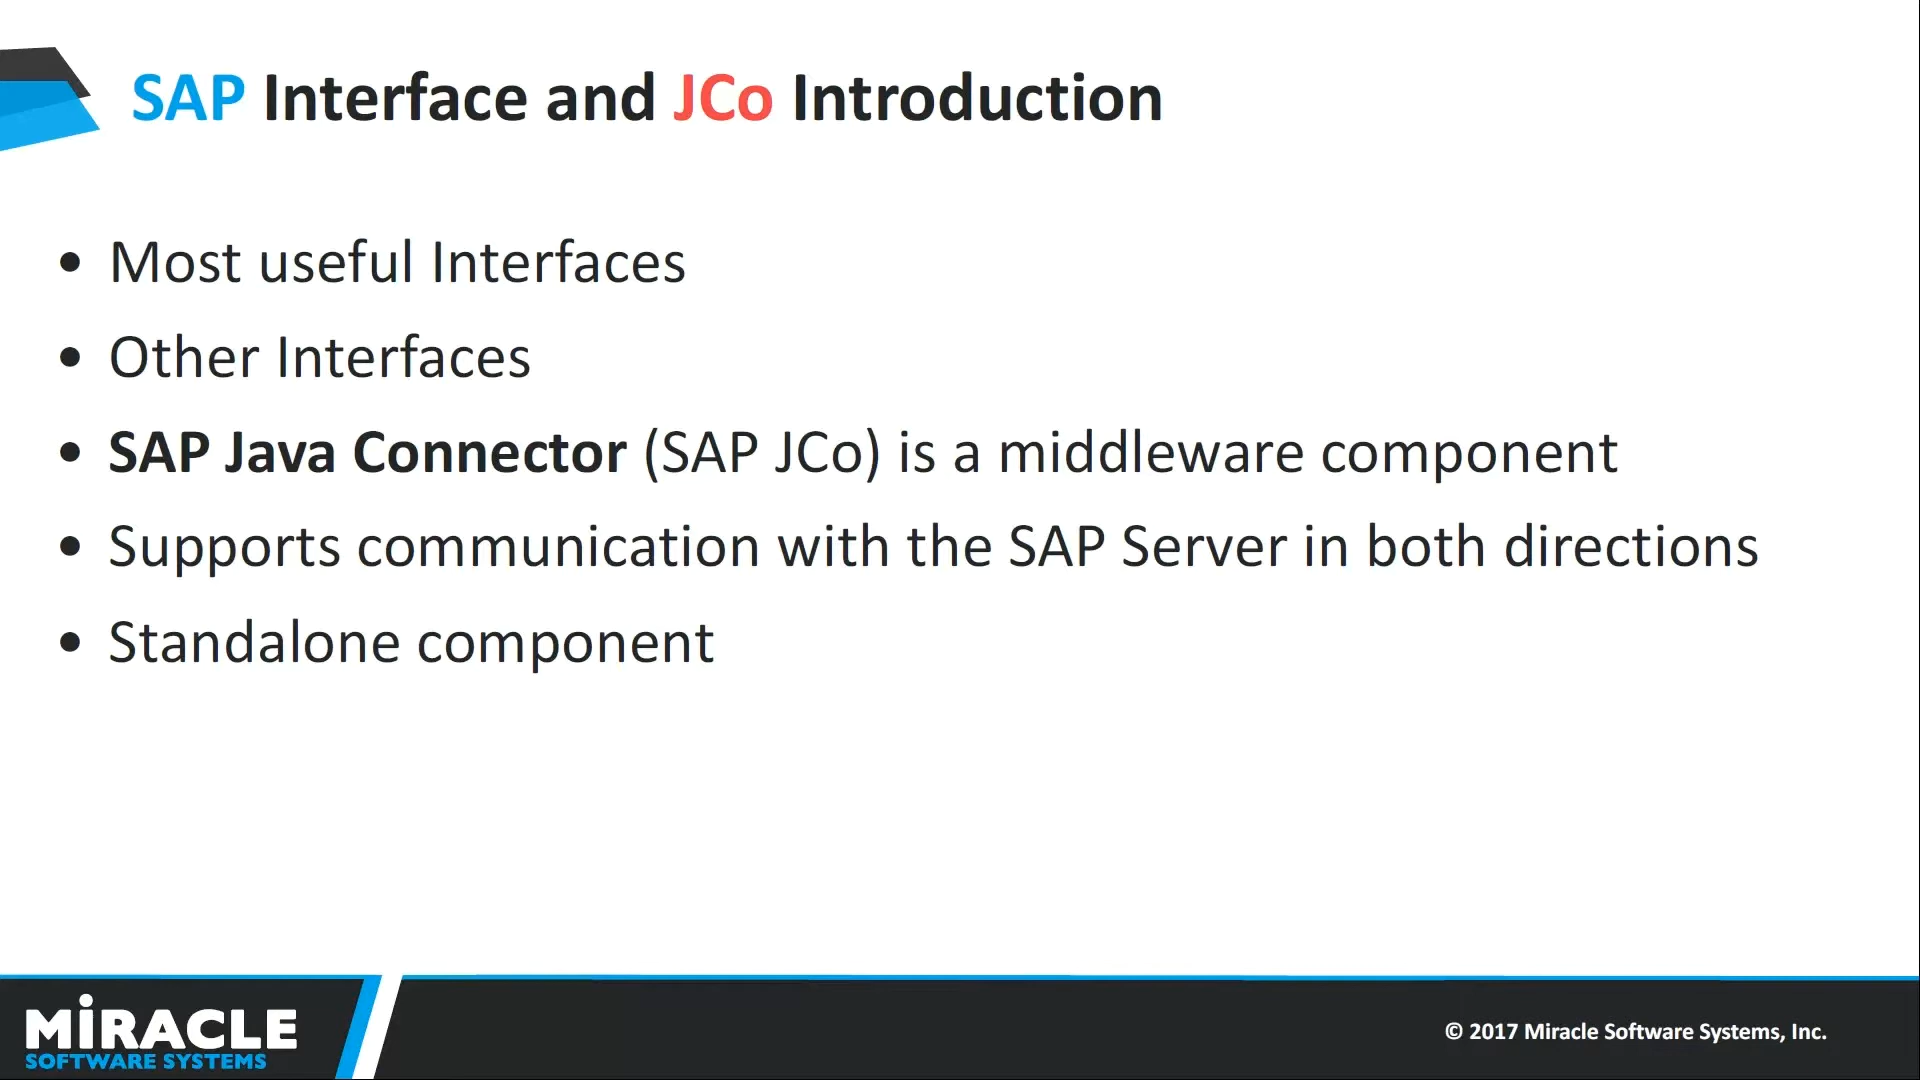 SAP Interface and JCo Introduction
• Most useful Interfaces
• Other Interfaces
• SAP Java Connector (SAP JCo) is a middleware component
• Supports communication with the SAP Server in both directions
• Standalone component
MiRACLE
SOFTWARE SYSTEMS
© 2017 Miracle Software Systems, Inc.